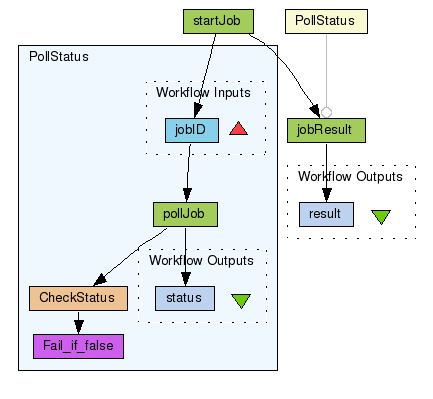 startJob
PollStatus
PollStatus
Workflow Inputs
jobID
jobResult
Workflow Outputs
result
pollJob
Workflow Outputs
CheckStatus
status
Fail_if_false